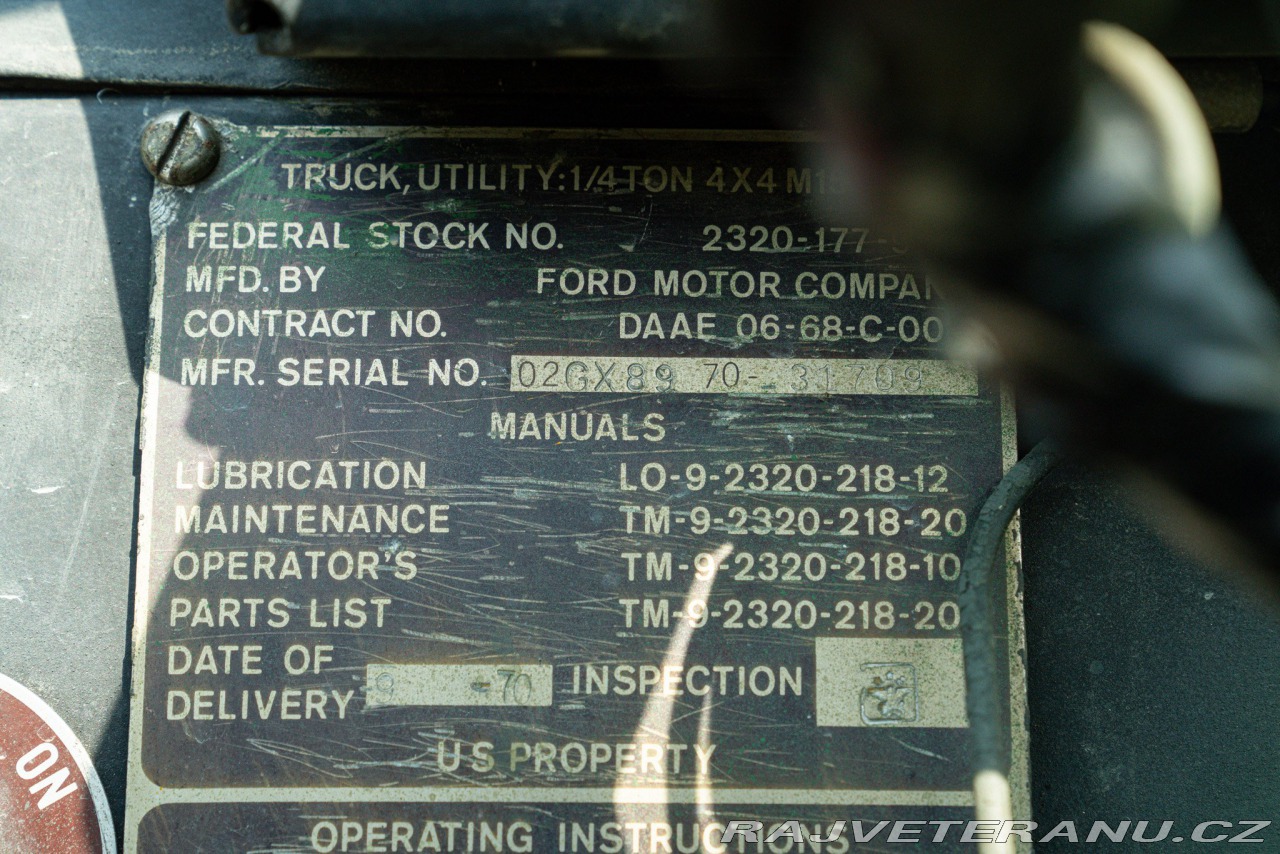 TRUCK, UTILITY: 1/4 TON 4X4
FEDERAL STOCK NO. 2320-177-
MFD. BY FORD MOTOR COMPAN
CONTRACT NO. DAAE 06-68-C-00
MFR. SERIAL NO. 02GX89 70-31709
MANUALS
LUBRICATION LO-9-2320-218-12
MAINTENANCE TM-9-2320-218-20
OPERATOR'S TM-9-2320-218-10
PARTS LIST TM-9-2320-218-20
DATE OF
DELIVERY 9 -70 INSPECTION
U S PROPERTY
NO
OPERATING INSTRUCTIONS
RAJVETERANU.CZ